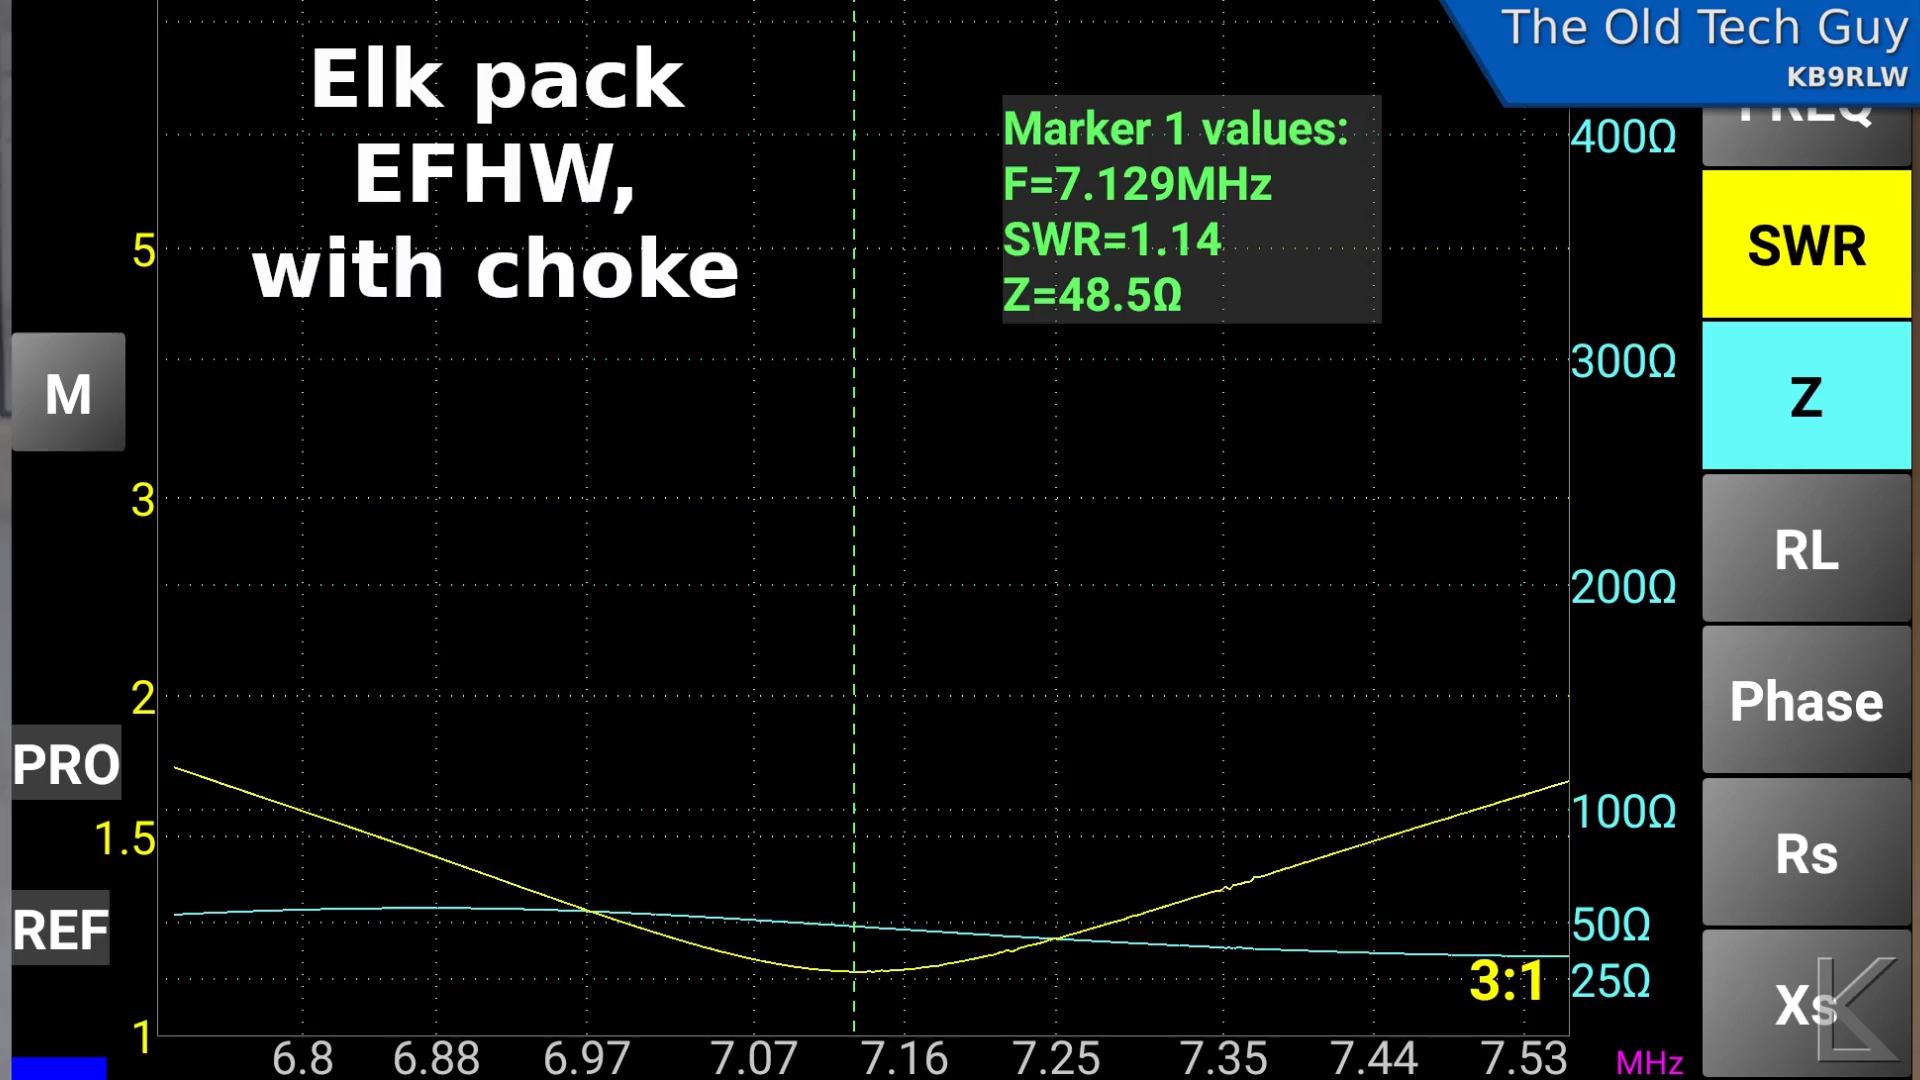 The Old Tech Guy
KB9RLW
Elk pack
EFHW,
with choke
Marker 1 values:
F=7.129MHz
SWR=1.14
Z=48.5Ω
FREQ
SWR
Z
RL
Phase
Rs
Xs
M
PRO
REF
5
3
2
1.5
1
400Ω
300Ω
200Ω
100Ω
50Ω
25Ω
3:1
6.8 6.88 6.97 7.07 7.16 7.25 7.35 7.44 7.53 MHz
K